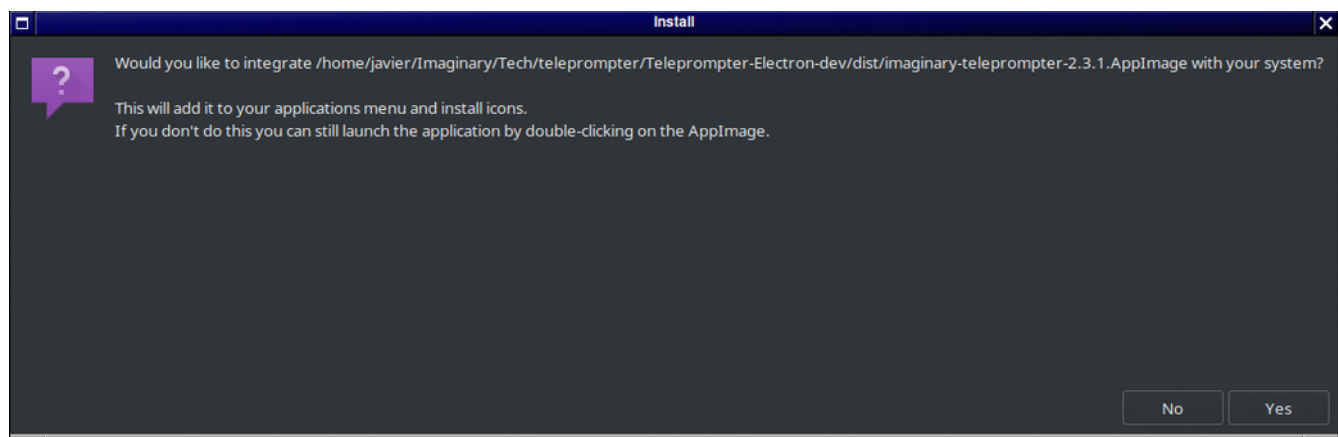 Install
Would you like to integrate /home/javier/Imaginary/Tech/teleprompter/Teleprompter-Electron-dev/dist/imaginary-teleprompter-2.3.1.AppImage with your system?
This will add it to your applications menu and install icons.
If you don't do this you can still launch the application by double-clicking on the AppImage.
No Yes